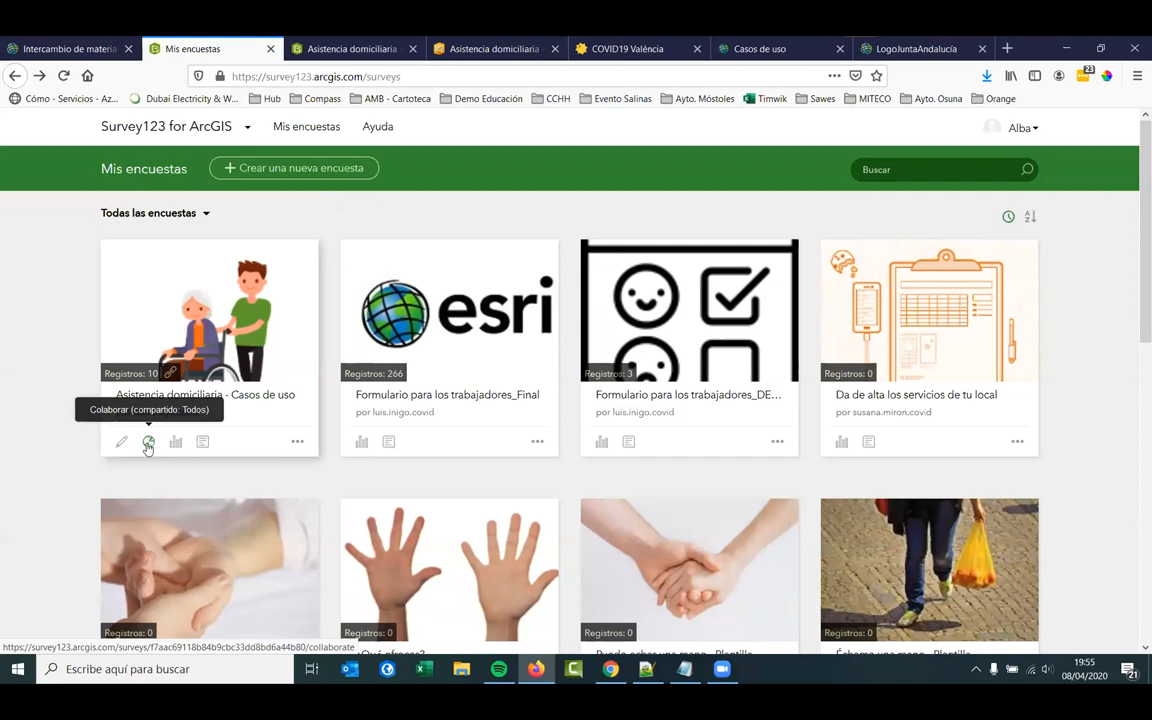 Intercambio de materia
Mis encuestas
Asistencia domiciliaria -
Asistencia domiciliaria -
COVID19 València
Casos de uso
LogoJuntaAndalucía
https://survey123.arcgis.com/surveys
23
Cómo - Servicios - Az...
Dubai Electricity & W...
Hub
Compass
AMB - Cartoteca
Demo Educación
CCHH
Evento Salinas
Ayto. Móstoles
Timwik
Sawes
MITECO
Ayto. Osuna
Orange
Survey123 for ArcGIS
Mis encuestas
Ayuda
Alba
Mis encuestas
+ Crear una nueva encuesta
Buscar
Todas las encuestas
esri
Registros: 10
Registros: 266
Registros: 3
Registros: 0
Asistencia domiciliaria - Casos de uso
Formulario para los trabajadores_Final
Formulario para los trabajadores_DE...
Da de alta los servicios de tu local
Colaborar (compartido: Todos)
por luis.inigo.covid
por luis.inigo.covid
por susana.miron.covid
Registros: 0
Registros: 0
Registros: 0
Registros: 0
https://survey123.arcgis.com/surveys/f7aac69118b84b9cbc33dd8bd6a44b80/collaborate
Escribe aquí para buscar
19:55
08/04/2020
21